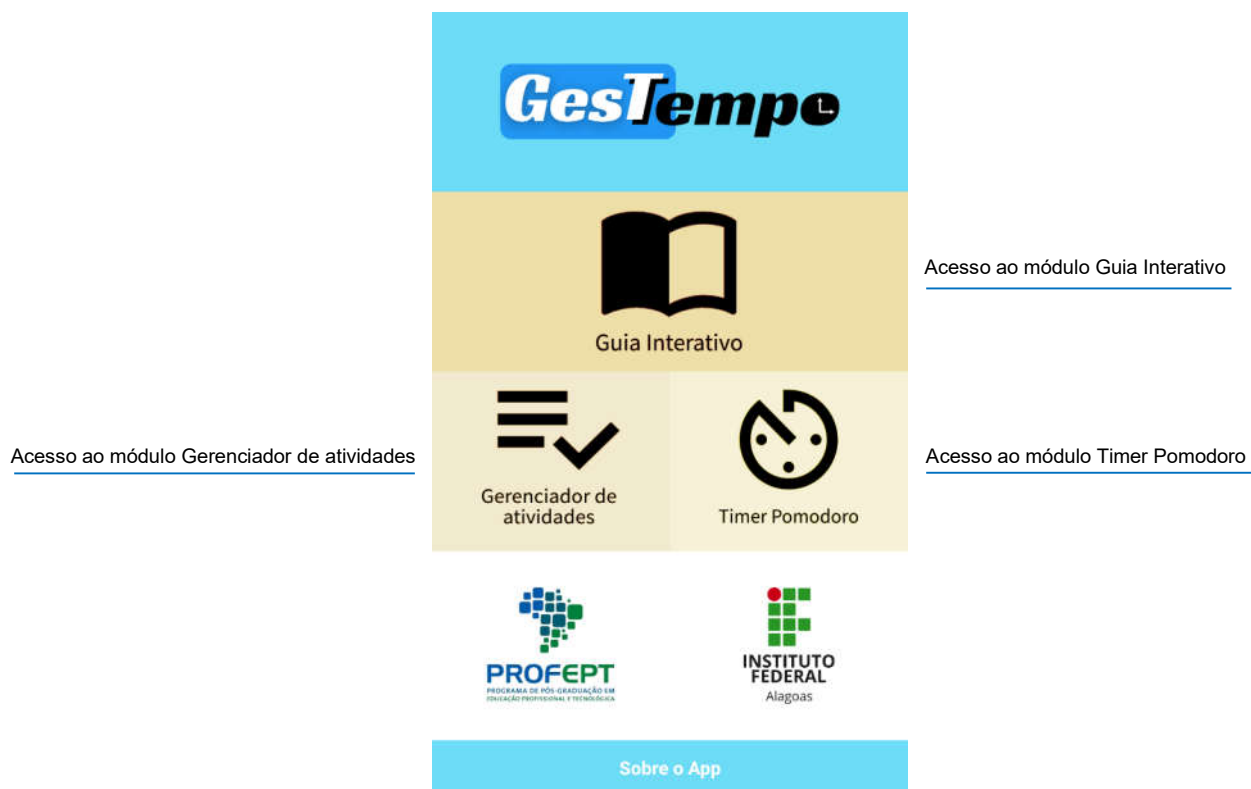 GesTempo
Guia Interativo
Acesso ao módulo Guia Interativo
Acesso ao módulo Gerenciador de atividades
Gerenciador de
atividades
Timer Pomodoro
Acesso ao módulo Timer Pomodoro
PROFEPT
PROGRAMA DE PÓS-GRADUAÇÃO EM
EDUCAÇÃO PROFISSIONAL E TECNOLÓGICA
INSTITUTO
FEDERAL
Alagoas
Sobre o App